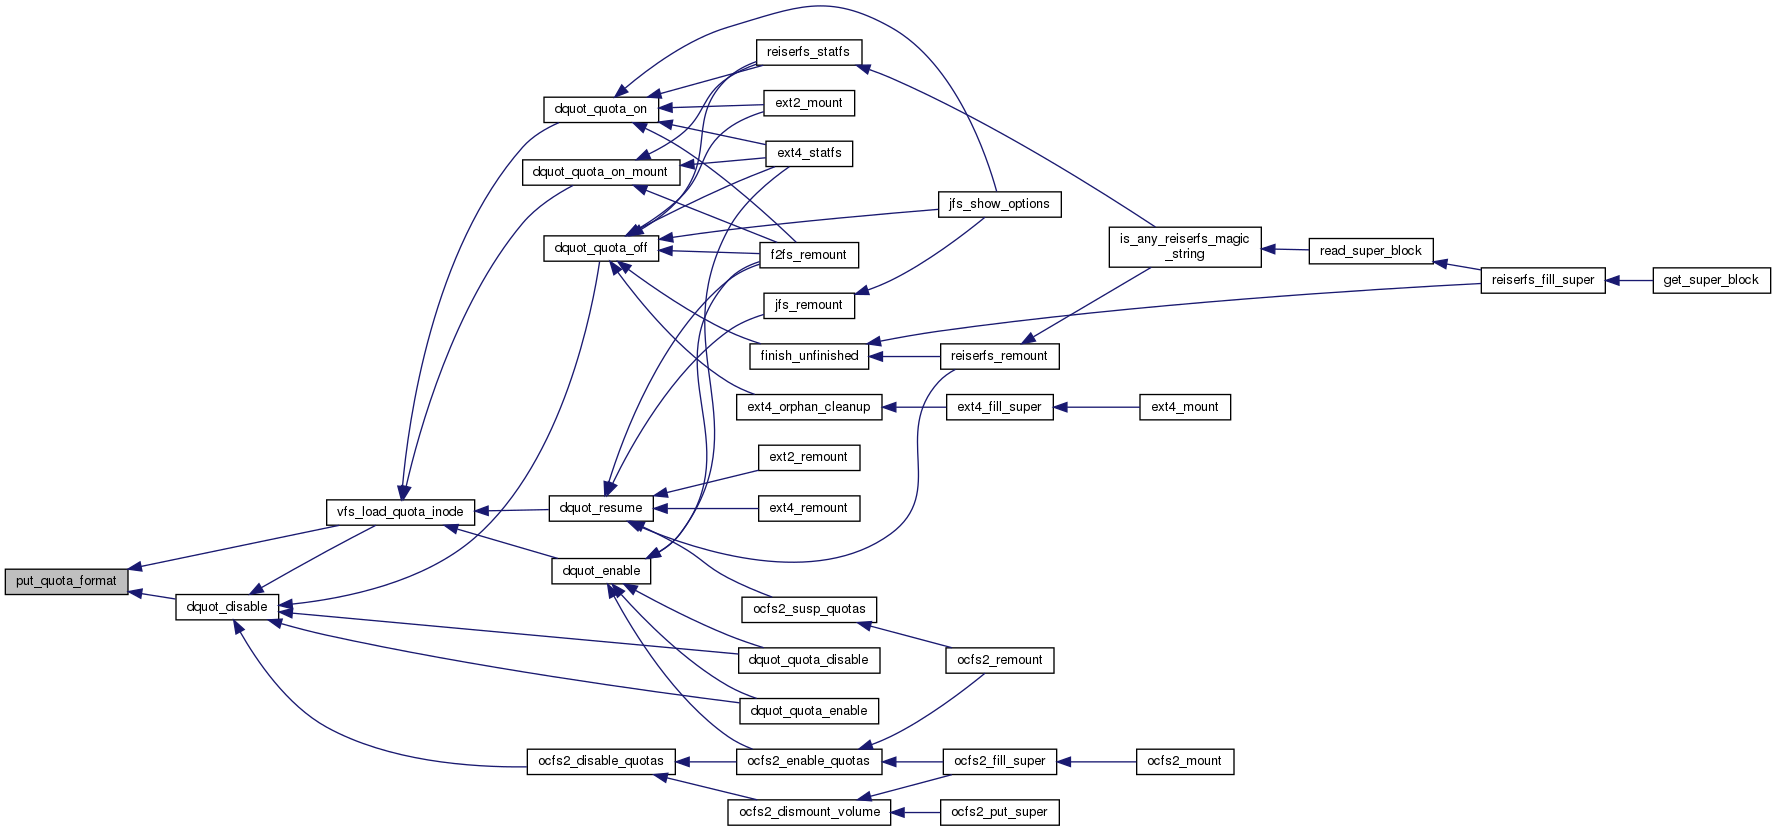 reiserfs_statfs
dquot_quota_on
ext2_mount
ext4_statfs
dquot_quota_on_mount
jfs_show_options
dquot_quota_off
f2fs_remount
is_any_reiserfs_magic
_string
read_super_block
reiserfs_fill_super
get_super_block
jfs_remount
finish_unfinished
reiserfs_remount
ext4_orphan_cleanup
ext4_fill_super
ext4_mount
ext2_remount
vfs_load_quota_inode
dquot_resume
ext4_remount
put_quota_format
dquot_enable
dquot_disable
ocfs2_susp_quotas
dquot_quota_disable
ocfs2_remount
dquot_quota_enable
ocfs2_disable_quotas
ocfs2_enable_quotas
ocfs2_fill_super
ocfs2_mount
ocfs2_dismount_volume
ocfs2_put_super